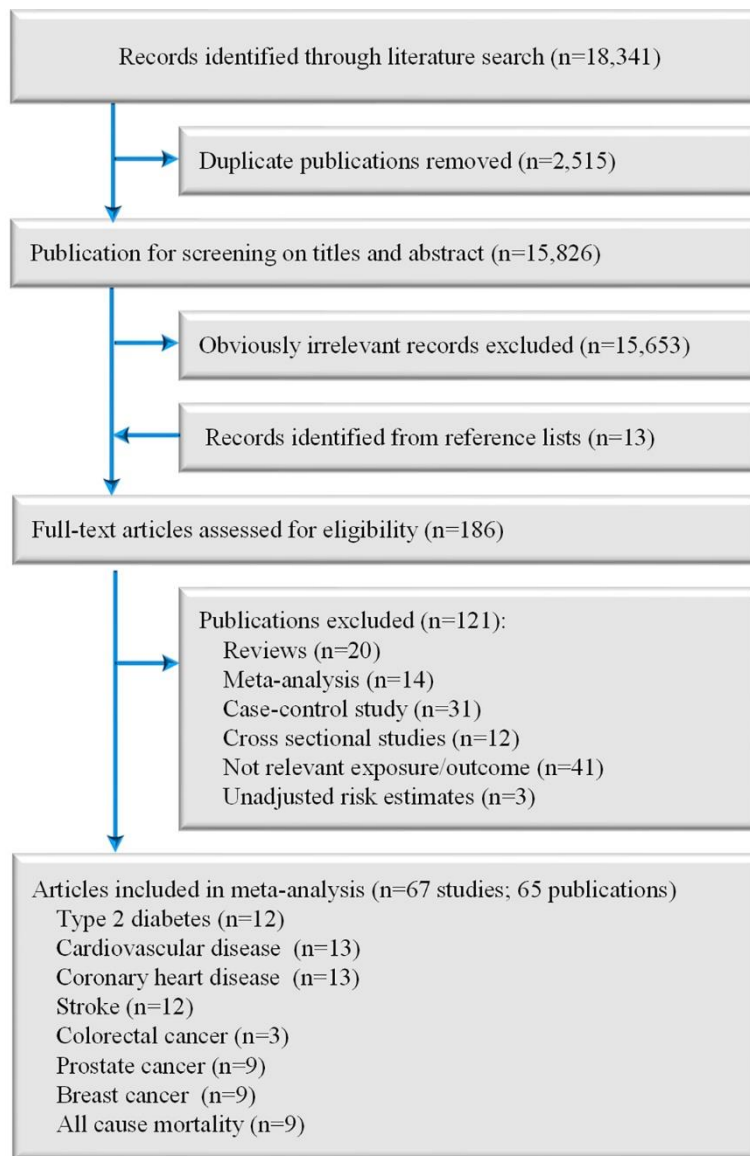 Records identified through literature search (n=18,341)
Duplicate publications removed (n=2,515)
Publication for screening on titles and abstract (n=15,826)
Obviously irrelevant records excluded (n=15,653)
Records identified from reference lists (n=13)
Full-text articles assessed for eligibility (n=186)
Publications excluded (n=121):
Reviews (n=20)
Meta-analysis (n=14)
Case-control study (n=31)
Cross sectional studies (n=12)
Not relevant exposure/outcome (n=41)
Unadjusted risk estimates (n=3)
Articles included in meta-analysis (n=67 studies; 65 publications)
Type 2 diabetes (n=12)
Cardiovascular disease (n=13)
Coronary heart disease (n=13)
Stroke (n=12)
Colorectal cancer (n=3)
Prostate cancer (n=9)
Breast cancer (n=9)
All cause mortality (n=9)